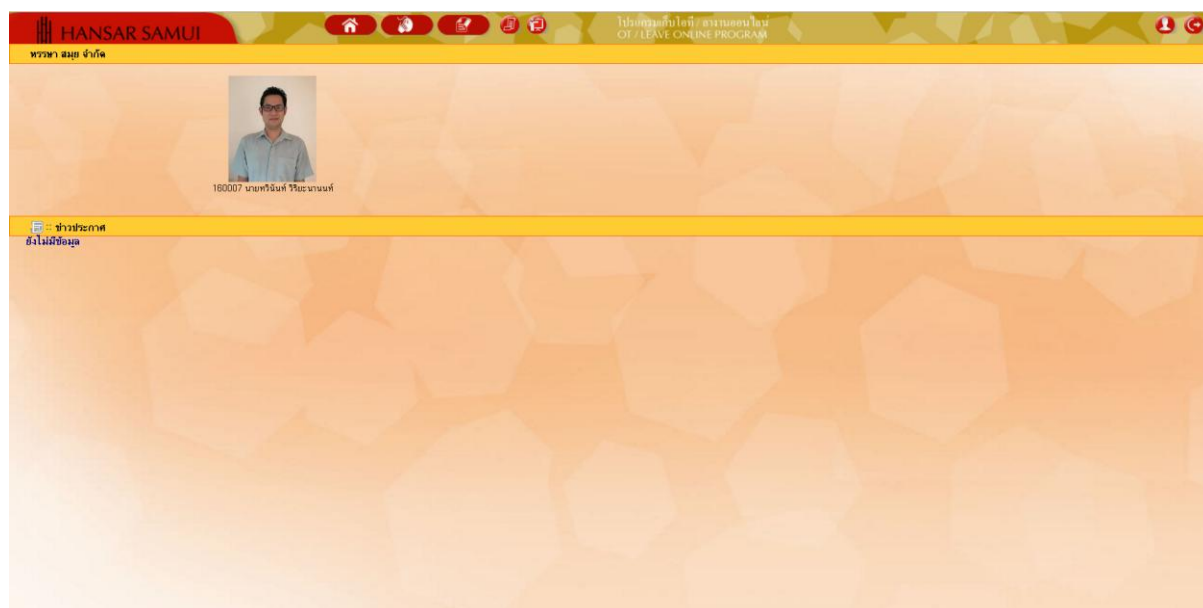 HANSAR SAMUI
โปรแกรมเก็บโอที / ลางานออนไลน์
OT / LEAVE ONLINE PROGRAM
หรรษา สมุย จำกัด
160007 นายทวินันท์ วิริยะนานนท์
:: ข่าวประกาศ
ยังไม่มีข้อมูล